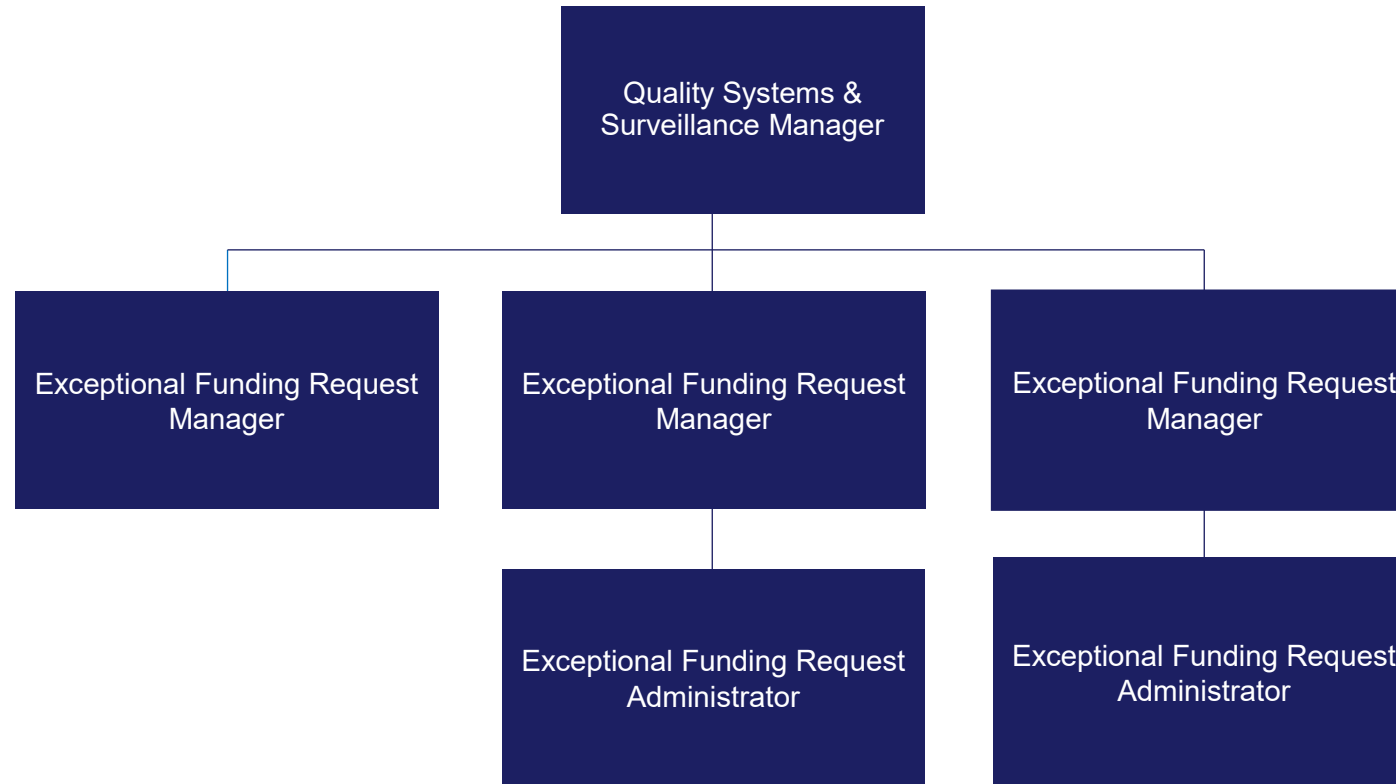 Quality Systems &
Surveillance Manager
Exceptional Funding Request
Manager
Exceptional Funding Request
Manager
Exceptional Funding Request
Manager
Exceptional Funding Request
Administrator
Exceptional Funding Request
Administrator